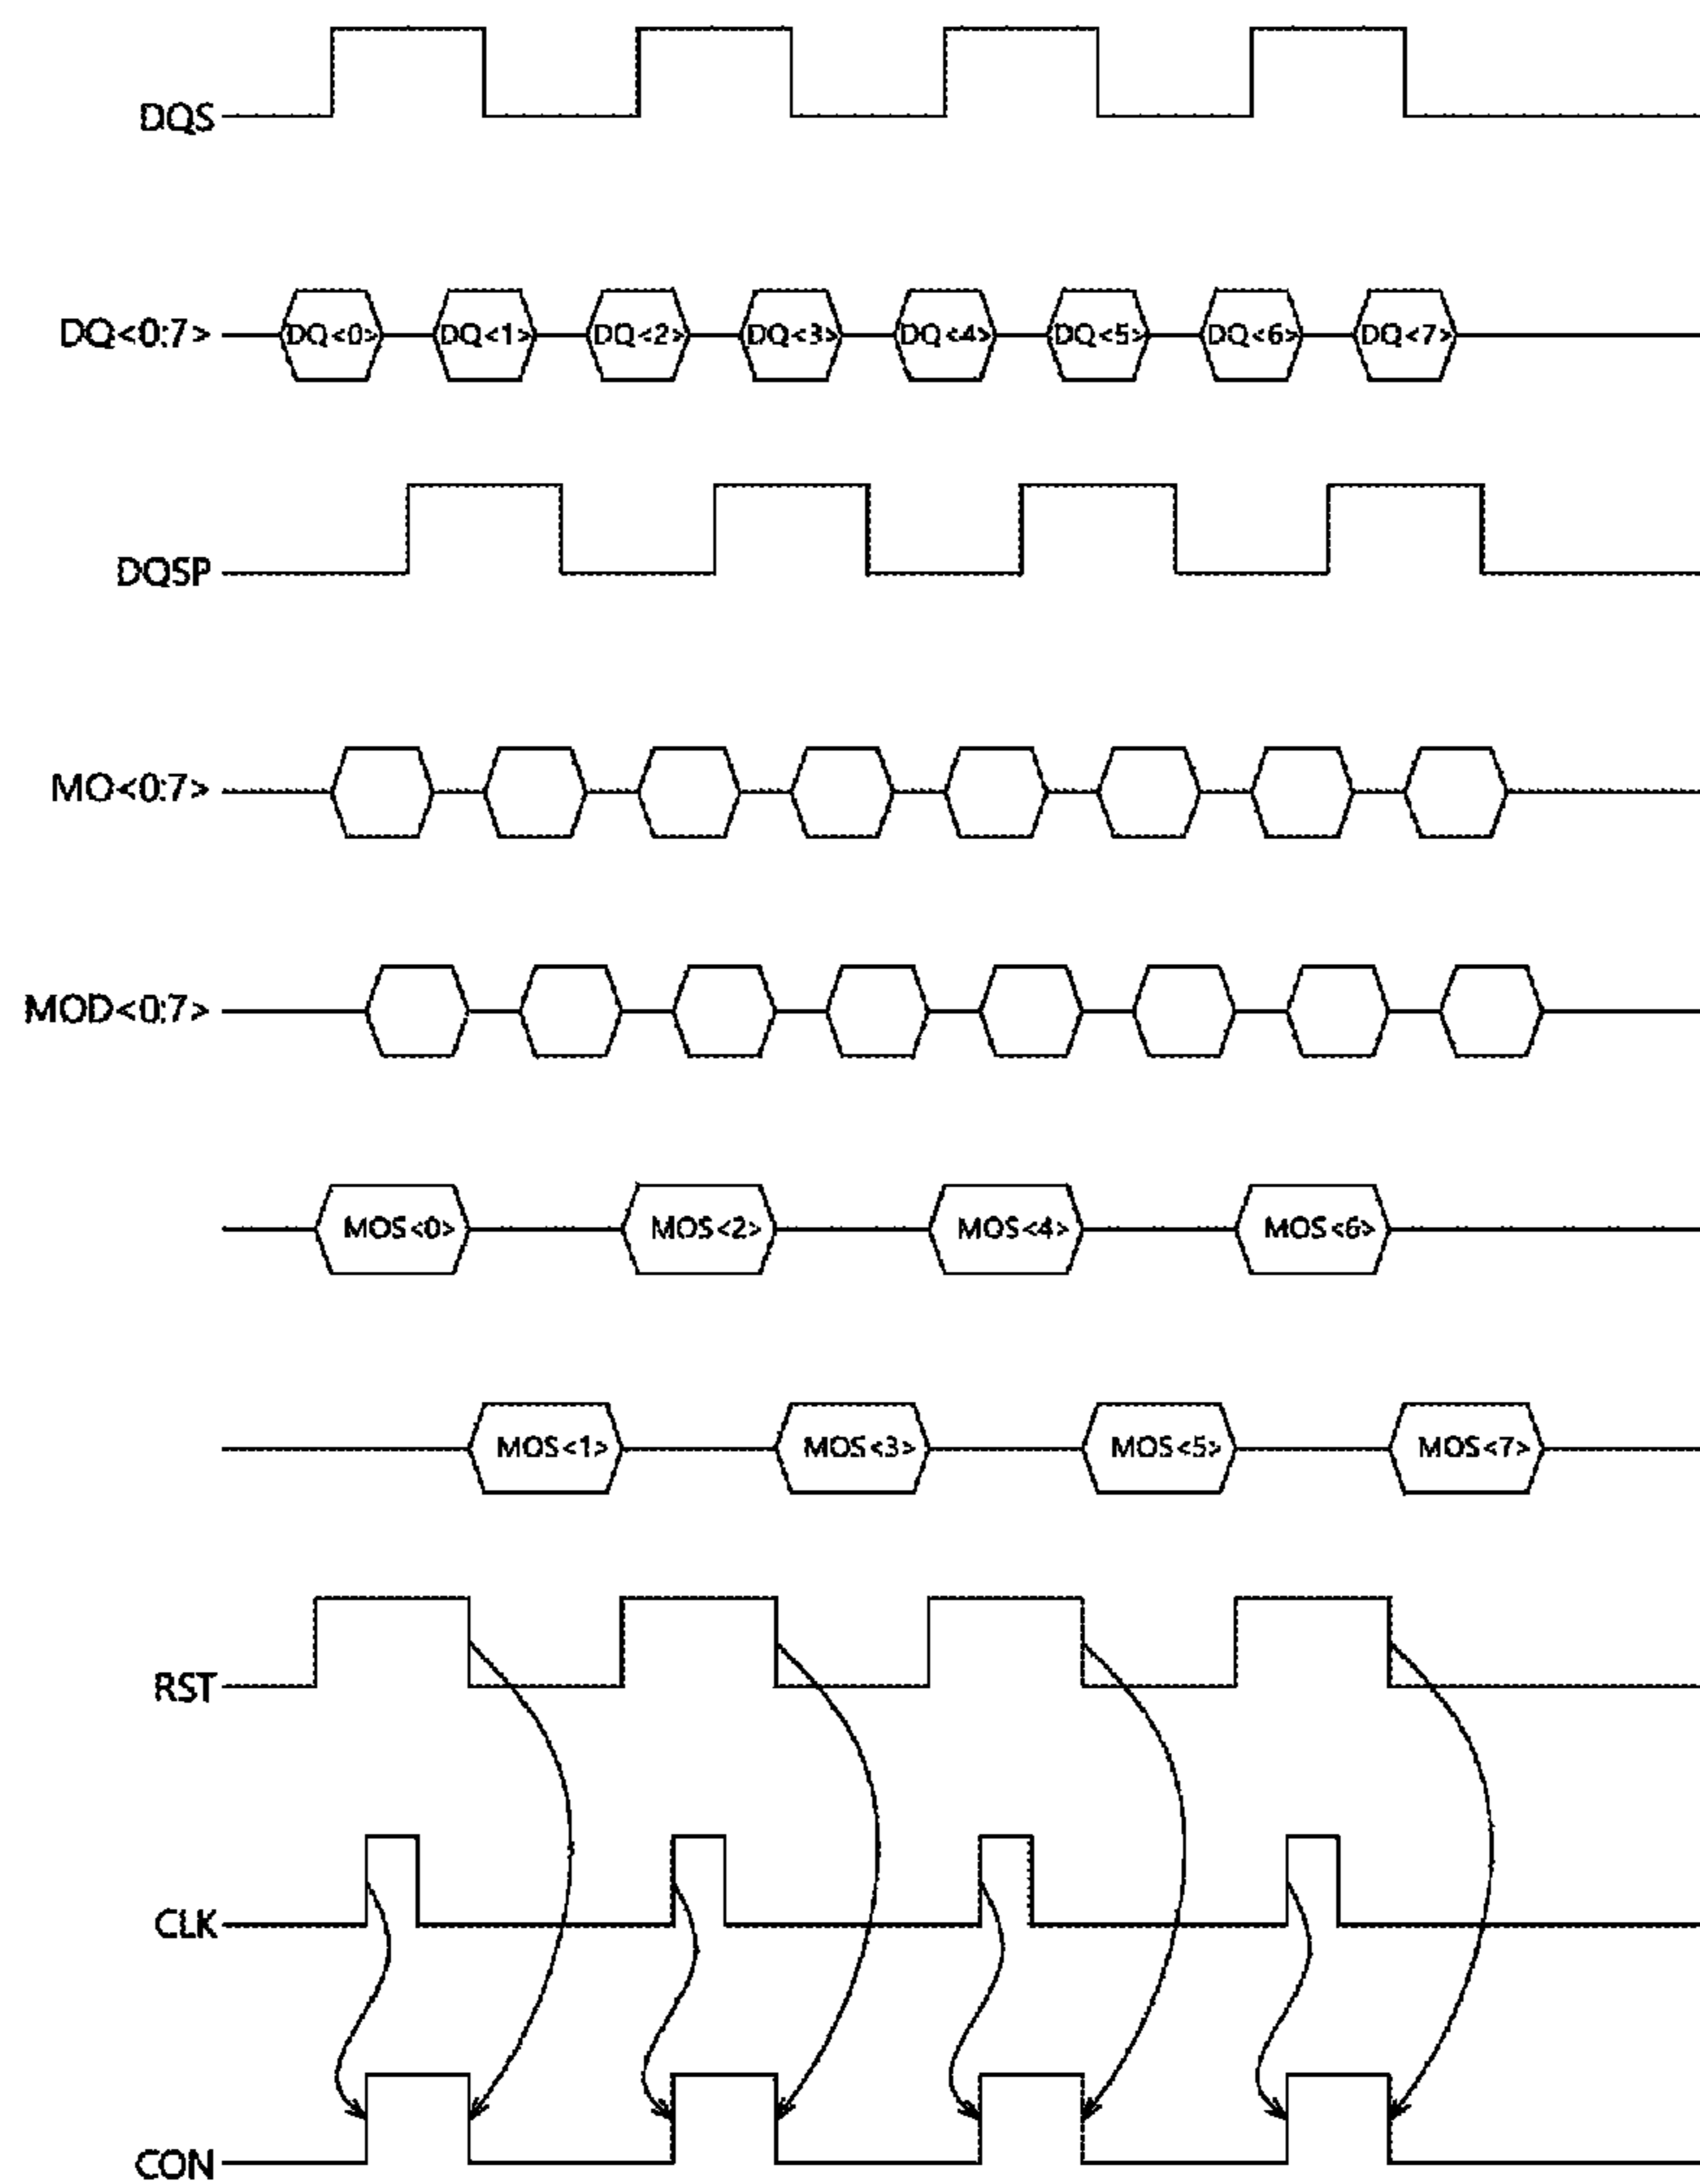 DQS
DQ<0:7> DQ<0> DQ<1> DQ<2> DQ<3> DQ<4> DQ<5> DQ<6> DQ<7>
DQSP
MO<0:7>
MOD<0:7>
MOS<0> MOS<2> MOS<4> MOS<6>
MOS<1> MOS<3> MOS<5> MOS<7>
RST
CLK
CON